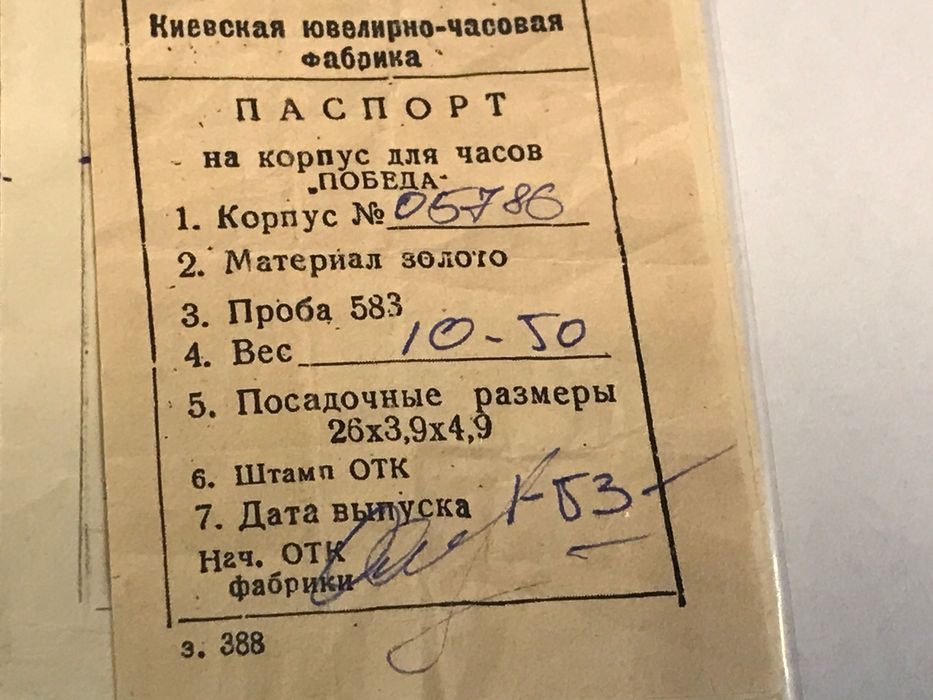 Киевская ювелирно-часовая
фабрика
ПАСПОРТ
на корпус для часов
„ПОБЕДА"
1. Корпус № 05786
2. Материал золото
3. Проба 583
4. Вес 10-50
5. Посадочные размеры
26х3,9х4,9
6. Штамп ОТК
7. Дата выпуска 1-53
Нач. ОТК
фабрики
з. 388